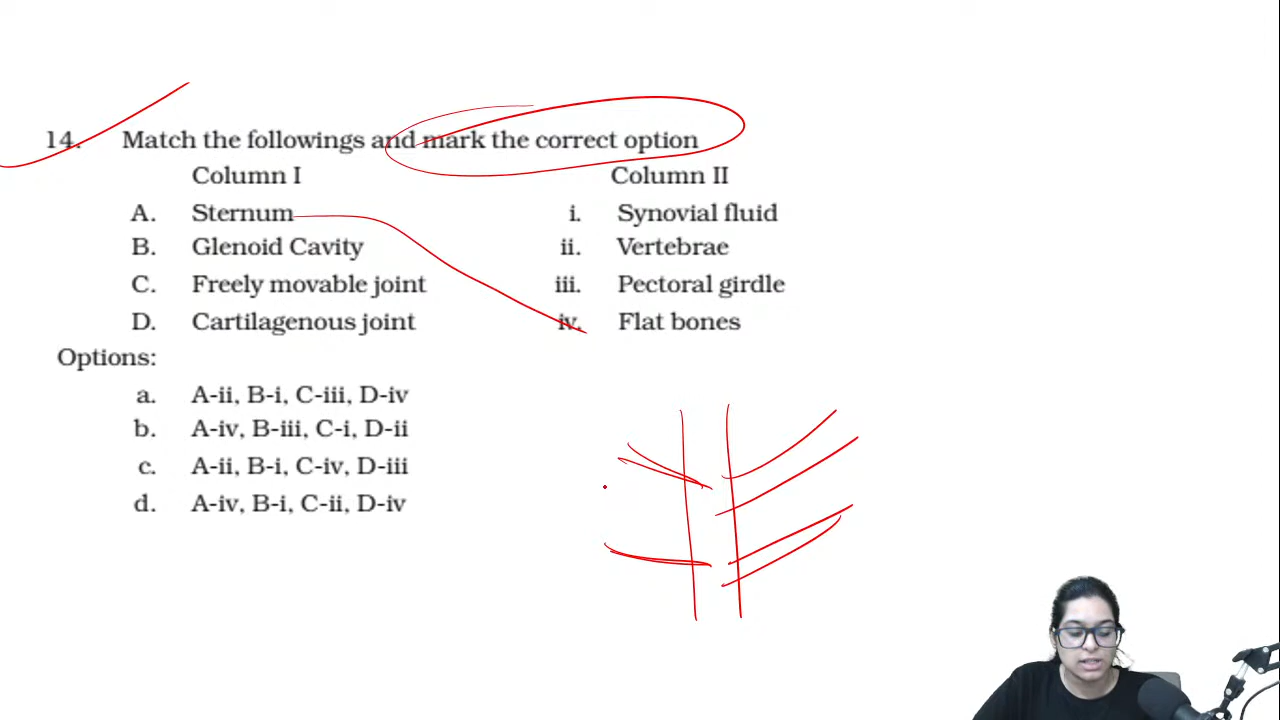 14. Match the followings and mark the correct option
Column I Column II
A. Sternum i. Synovial fluid
B. Glenoid Cavity ii. Vertebrae
C. Freely movable joint iii. Pectoral girdle
D. Cartilagenous joint iv. Flat bones
Options:
a. A-ii, B-i, C-iii, D-iv
b. A-iv, B-iii, C-i, D-ii
c. A-ii, B-i, C-iv, D-iii
d. A-iv, B-i, C-ii, D-iv